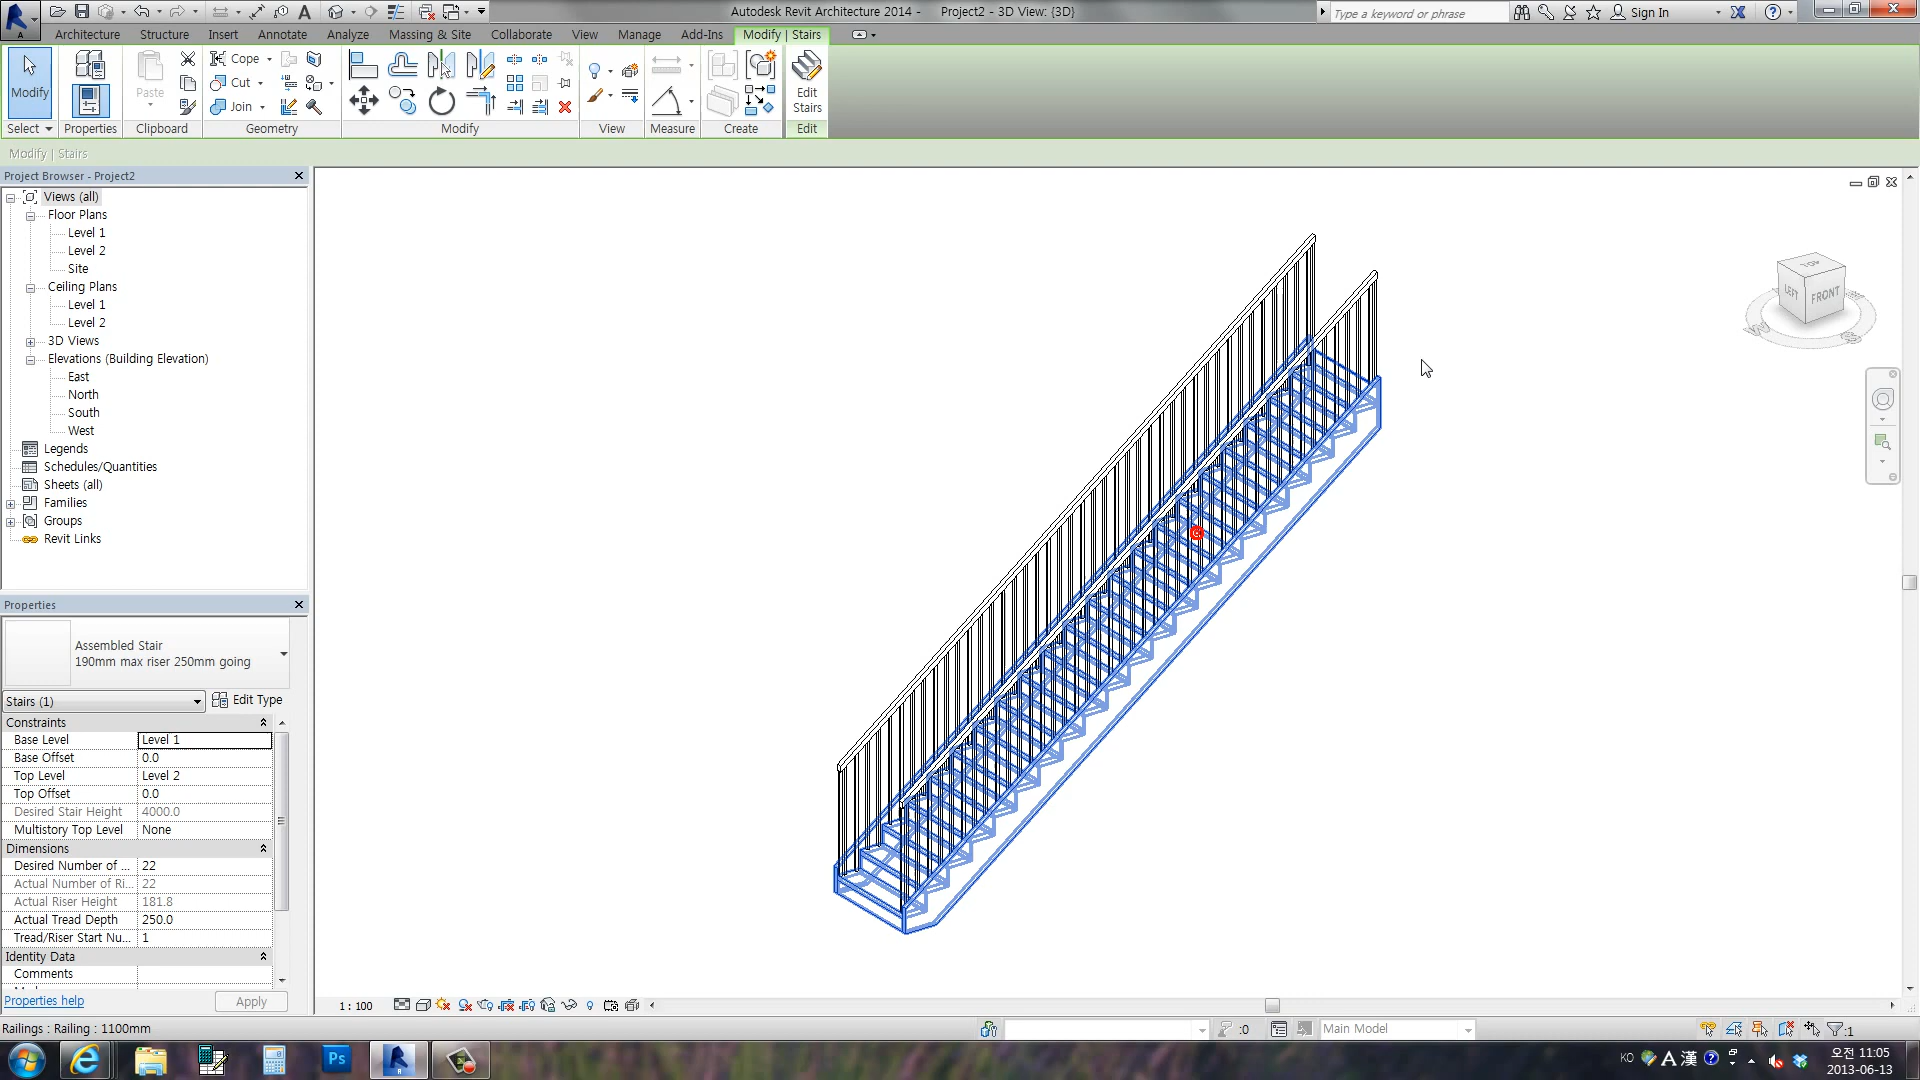 Autodesk Revit Architecture 2014 - Project2 - 3D View: {3D}
Type a keyword or phrase
Sign In
Architecture Structure Insert Annotate Analyze Massing & Site Collaborate View Manage Add-Ins Modify | Stairs
Modify
Paste
Cope
Cut
Join
Edit
Stairs
Select Properties Clipboard Geometry Modify View Measure Create Edit
Modify | Stairs
Project Browser - Project2
Views (all)
Floor Plans
Level 1
Level 2
Site
Ceiling Plans
Level 1
Level 2
3D Views
Elevations (Building Elevation)
East
North
South
West
Legends
Schedules/Quantities
Sheets (all)
Families
Groups
Revit Links
TOP
LEFT
FRONT
W
S
Properties
Assembled Stair
190mm max riser 250mm going
Stairs (1)
Edit Type
Constraints
Base Level Level 1
Base Offset 0.0
Top Level Level 2
Top Offset 0.0
Desired Stair Height 4000.0
Multistory Top Level None
Dimensions
Desired Number of ... 22
Actual Number of Ri... 22
Actual Riser Height 181.8
Actual Tread Depth 250.0
Tread/Riser Start Nu... 1
Identity Data
Comments
Properties help
Apply
1 : 100
Railings : Railing : 1100mm
:0
Main Model
:1
Ps
KO A 漢
오전 11:05
2013-06-13